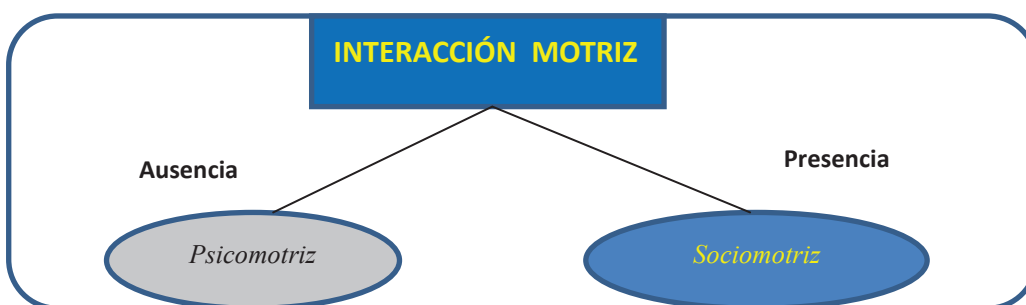 INTERACCIÓN MOTRIZ
Ausencia
Presencia
Psicomotriz
Sociomotriz